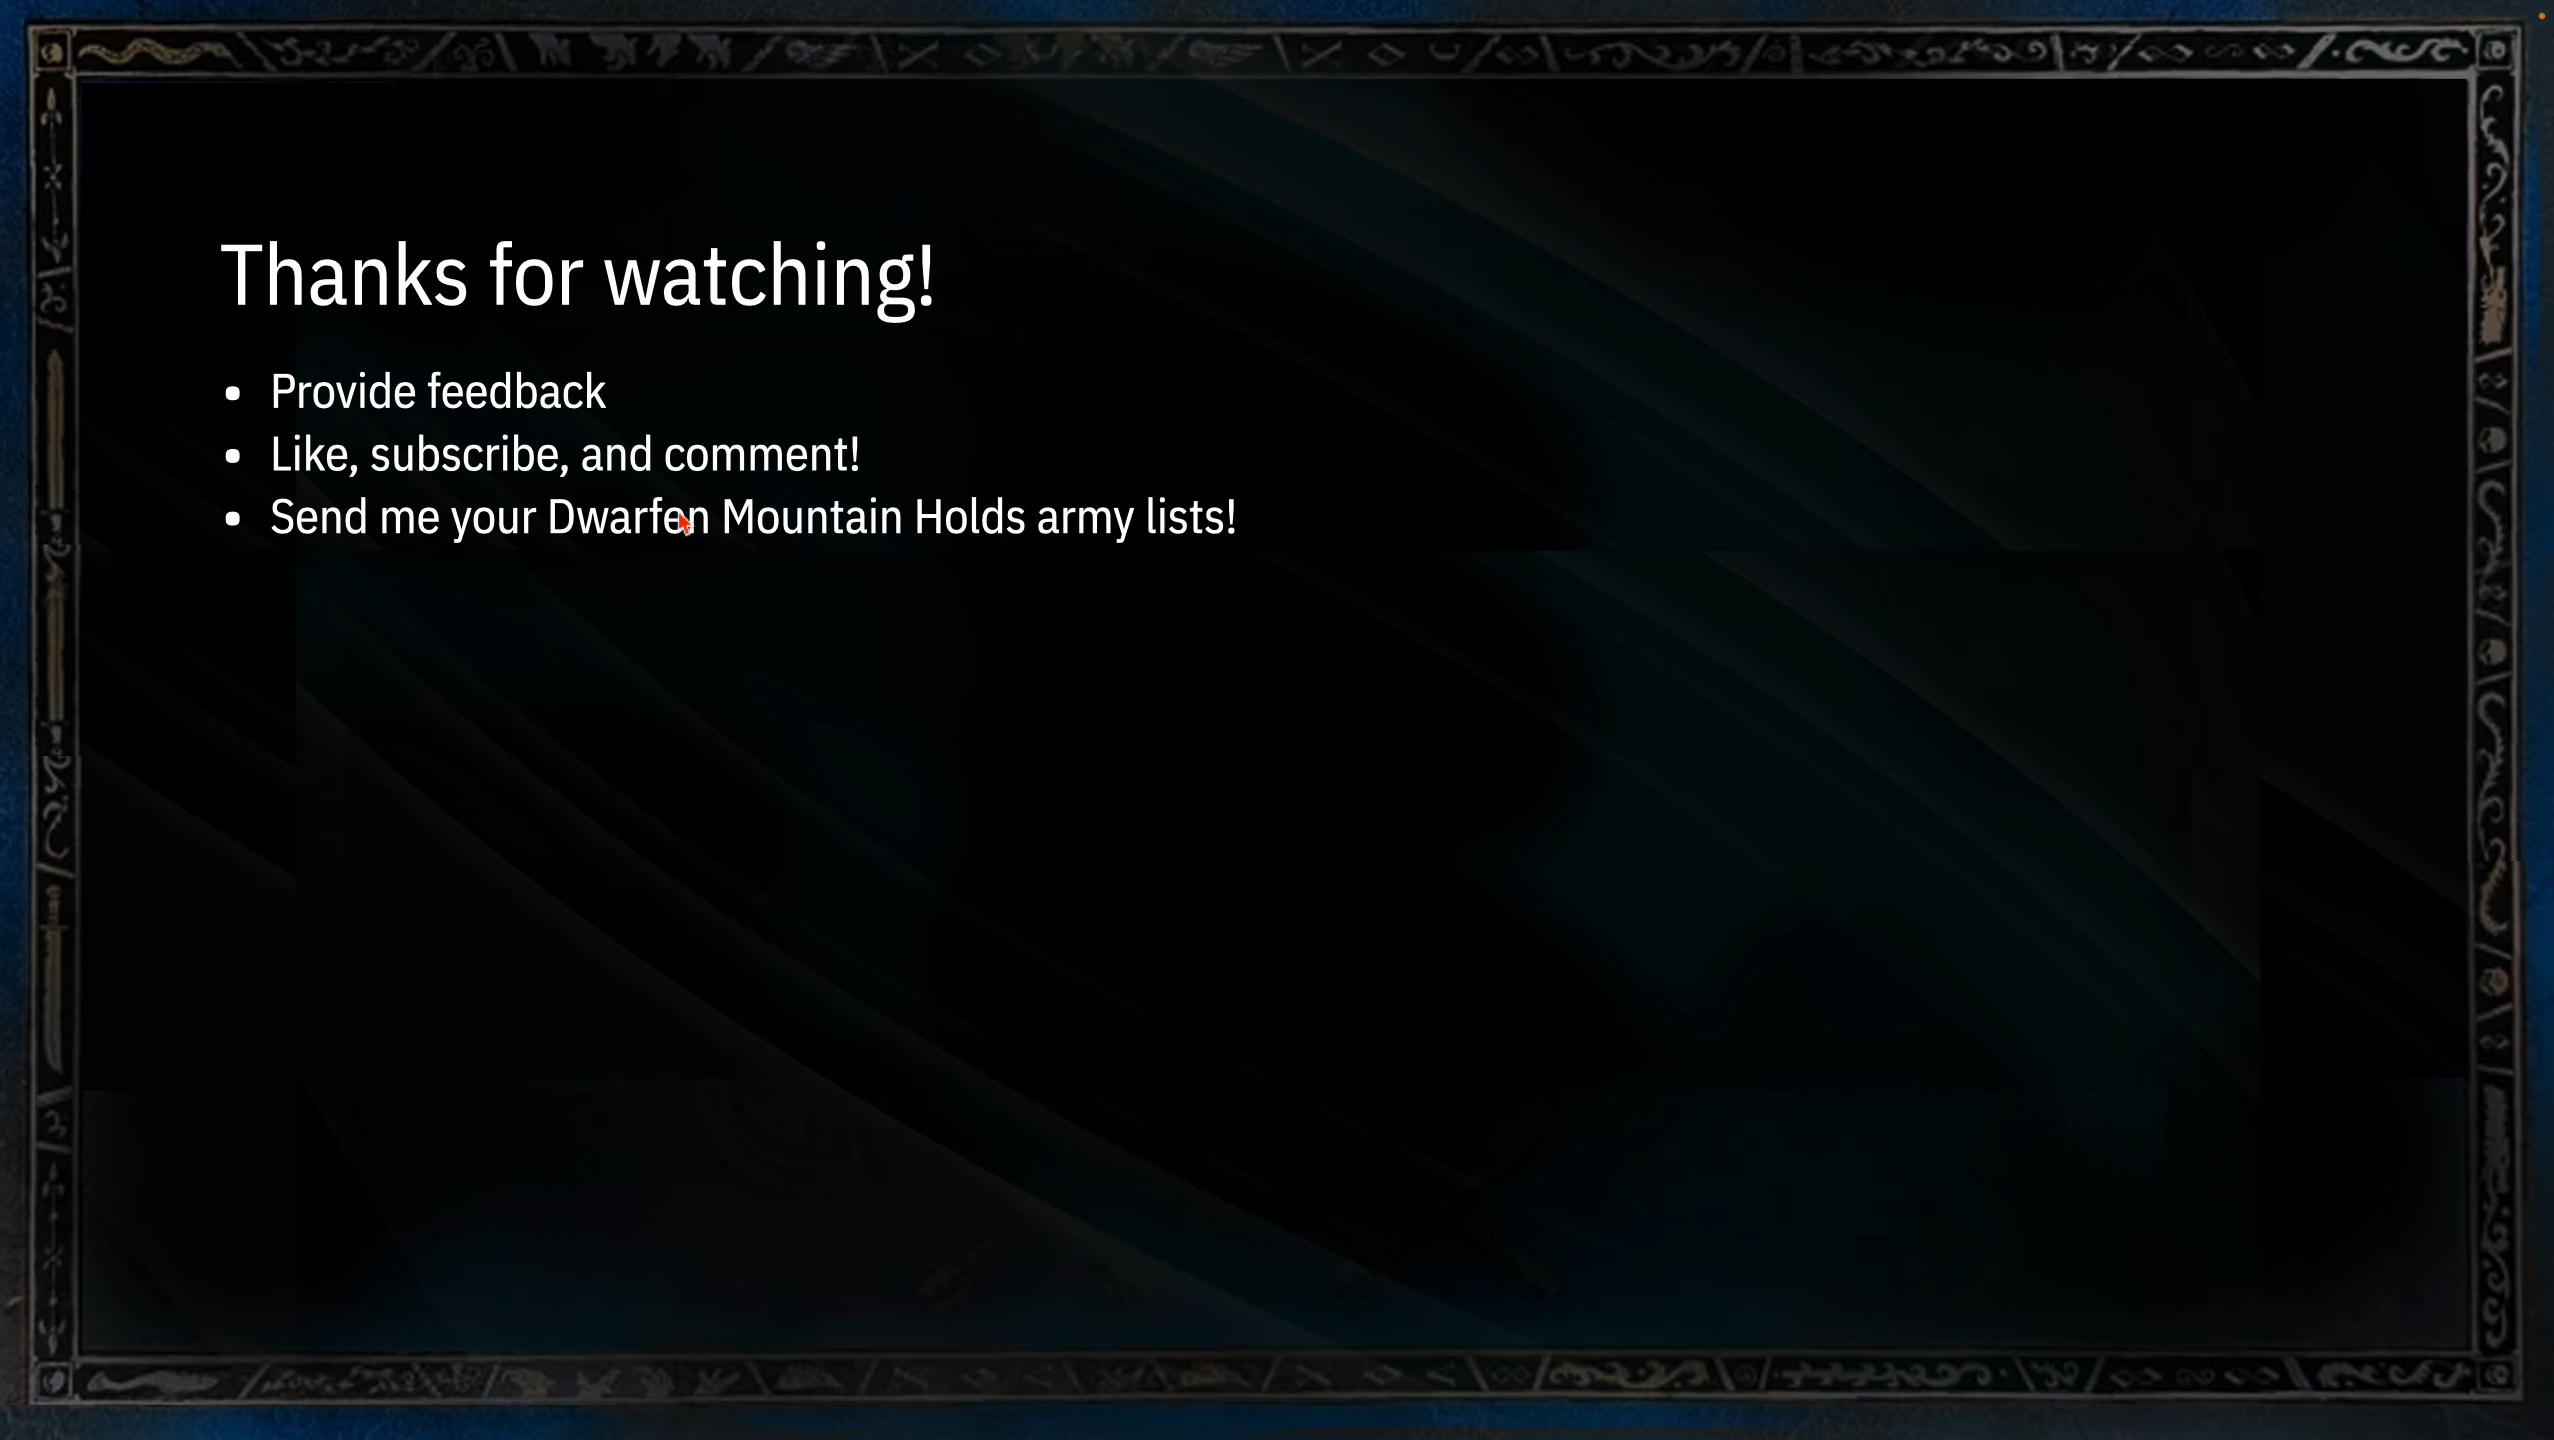 Thanks for watching!
• Provide feedback
• Like, subscribe, and comment!
• Send me your Dwarfen Mountain Holds army lists!